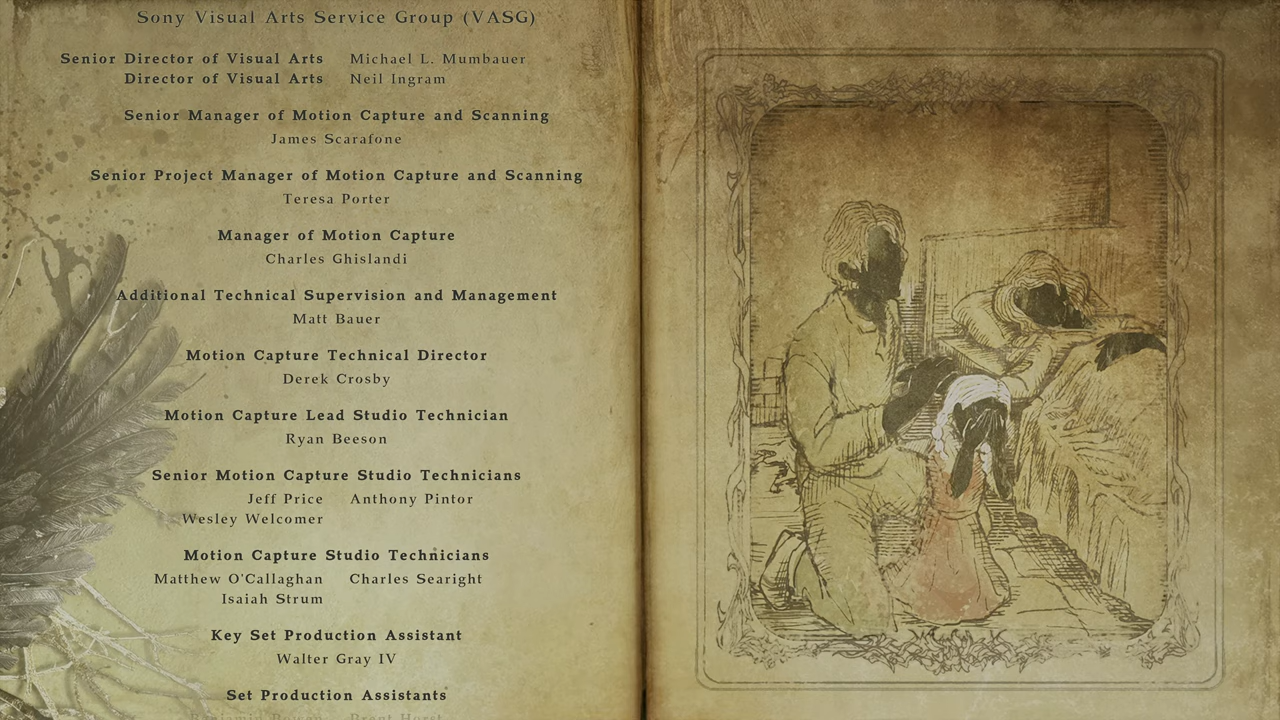 Sony Visual Arts Service Group (VASG)
Senior Director of Visual Arts Michael L. Mumbauer
Director of Visual Arts Neil Ingram
Senior Manager of Motion Capture and Scanning
James Scarafone
Senior Project Manager of Motion Capture and Scanning
Teresa Porter
Manager of Motion Capture
Charles Ghislandi
Additional Technical Supervision and Management
Matt Bauer
Motion Capture Technical Director
Derek Crosby
Motion Capture Lead Studio Technician
Ryan Beeson
Senior Motion Capture Studio Technicians
Jeff Price Anthony Pintor
Wesley Welcomer
Motion Capture Studio Technicians
Matthew O'Callaghan Charles Searight
Isaiah Strum
Key Set Production Assistant
Walter Gray IV
Set Production Assistants